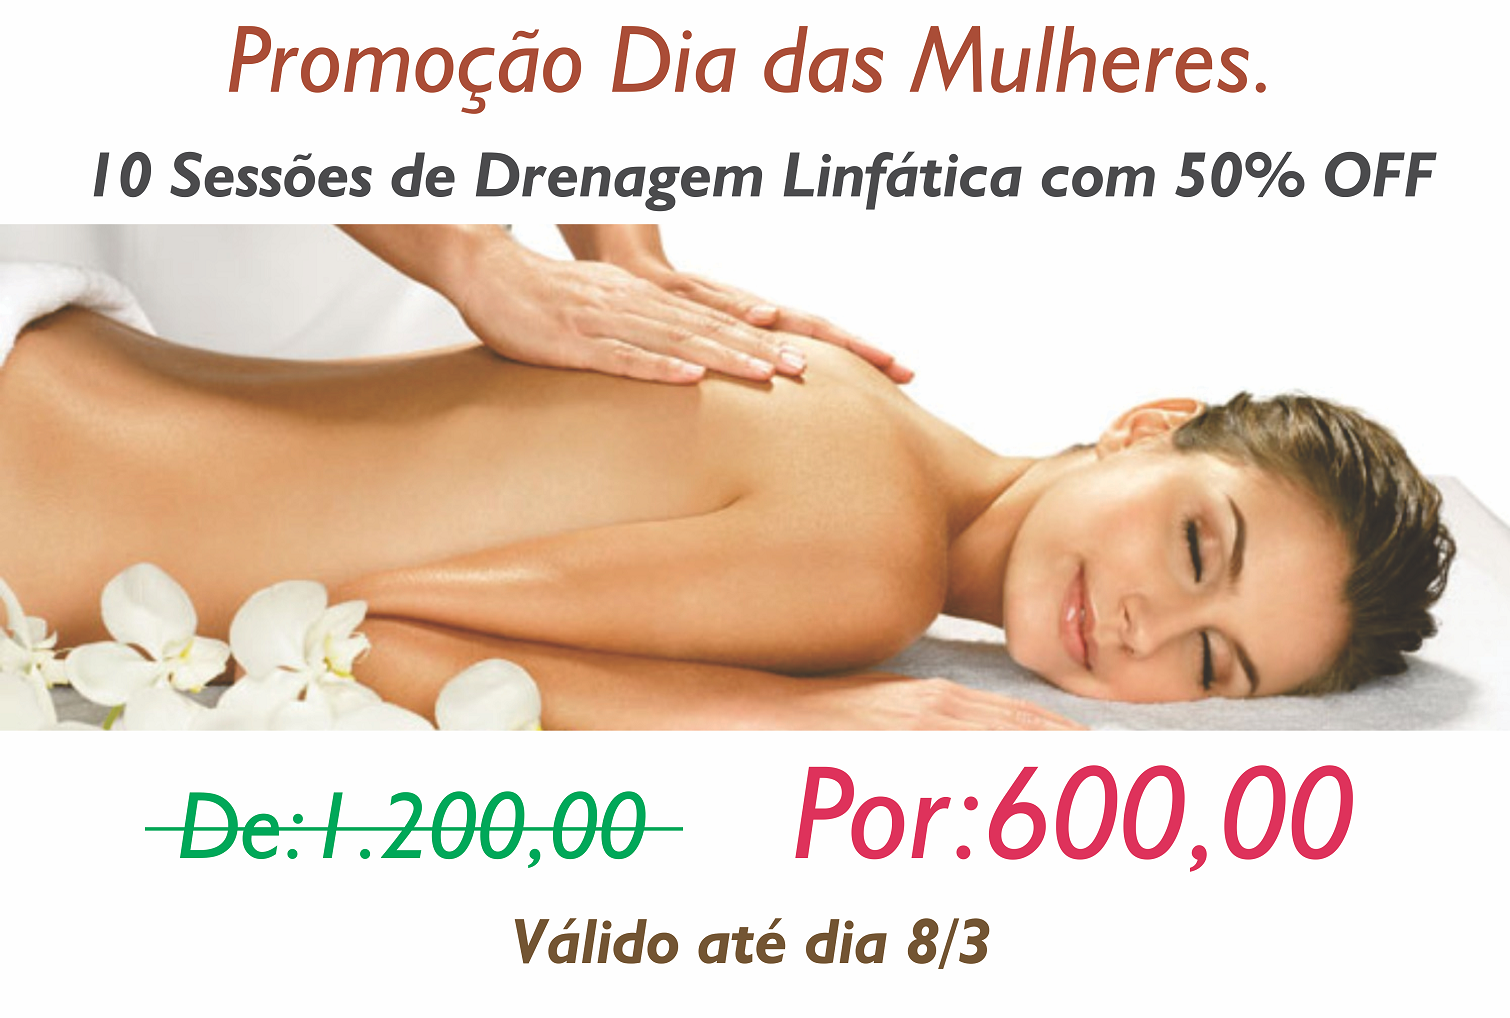 Promoção Dia das Mulheres.
10 Sessões de Drenagem Linfática com 50% OFF
De:1.200,00
Por:600,00
Válido até dia 8/3